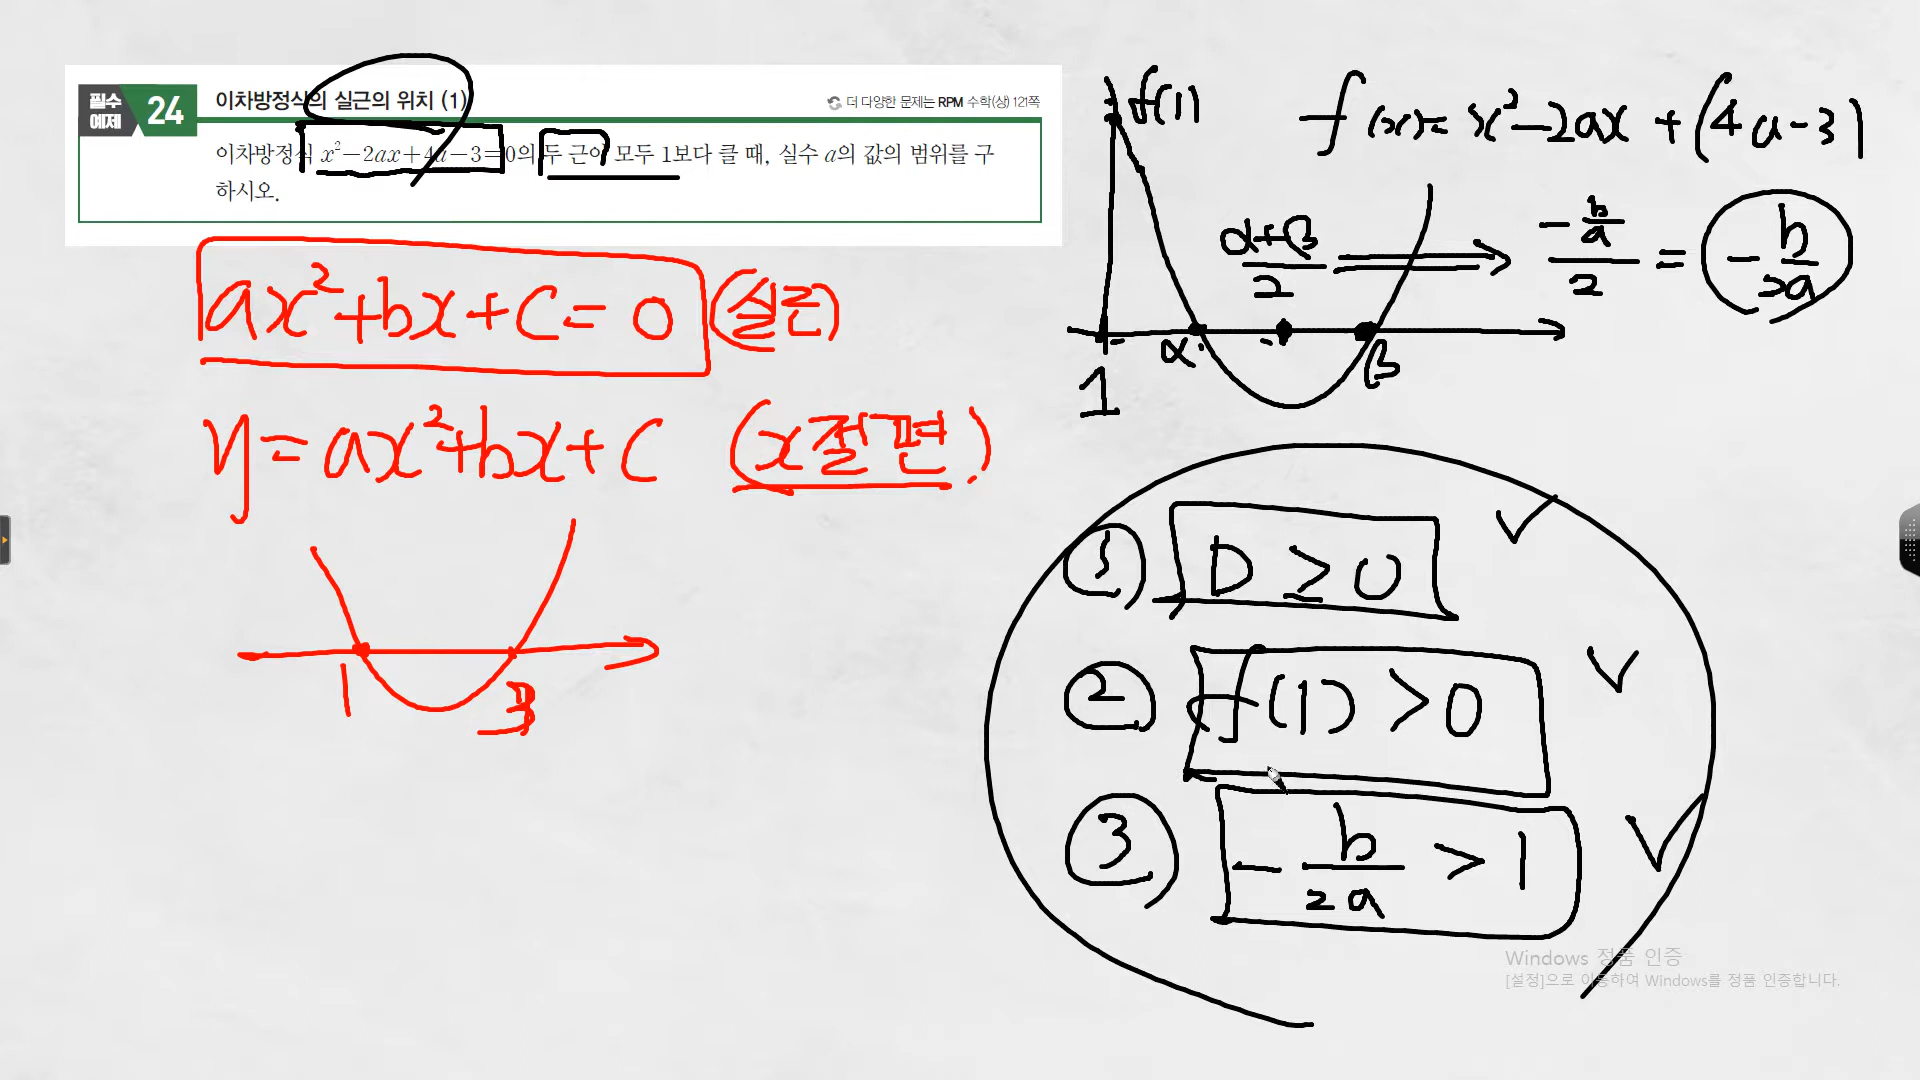 필수 예제 24 이차방정식의 실근의 위치 (1)
더 다양한 문제는 RPM 수학(상) 121쪽
이차방정식 x²−2ax+4a−3=0의 두 근이 모두 1보다 클 때, 실수 a의 값의 범위를 구
하시오.
ax²+bx+c=0 (실근)
y=ax²+bx+c (x절편)
1 3
f(1)
f(x)=x²−2ax+(4a−3)
α+β/2 ⇒ −b/a/2 = −b/2a
α β
1
① D≥0
② f(1)>0
③ −b/2a>1
Windows 정품 인증
[설정]으로 이동하여 Windows를 정품 인증합니다.